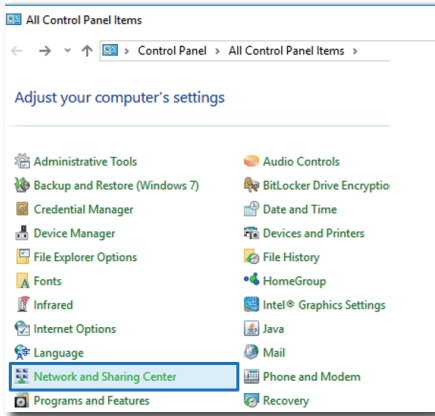 All Control Panel Items
Control Panel > All Control Panel Items >
Adjust your computer's settings
Administrative Tools
Backup and Restore (Windows 7)
Credential Manager
Device Manager
File Explorer Options
Fonts
Infrared
Internet Options
Language
Network and Sharing Center
Programs and Features
Audio Controls
BitLocker Drive Encryptio
Date and Time
Devices and Printers
File History
HomeGroup
Intel® Graphics Settings
Java
Mail
Phone and Modem
Recovery